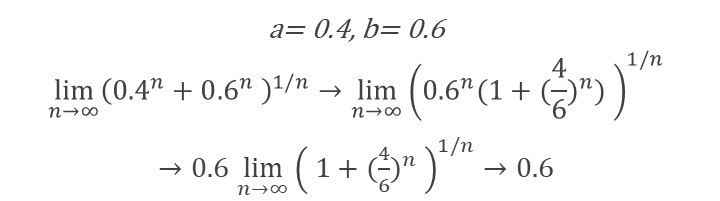 a= 0.4, b= 0.6
lim n→∞ (0.4ⁿ + 0.6ⁿ )^1/n → lim n→∞ (0.6ⁿ(1 + (4/6)ⁿ) )^1/n
→ 0.6 lim n→∞ ( 1 + (4/6)ⁿ )^1/n → 0.6